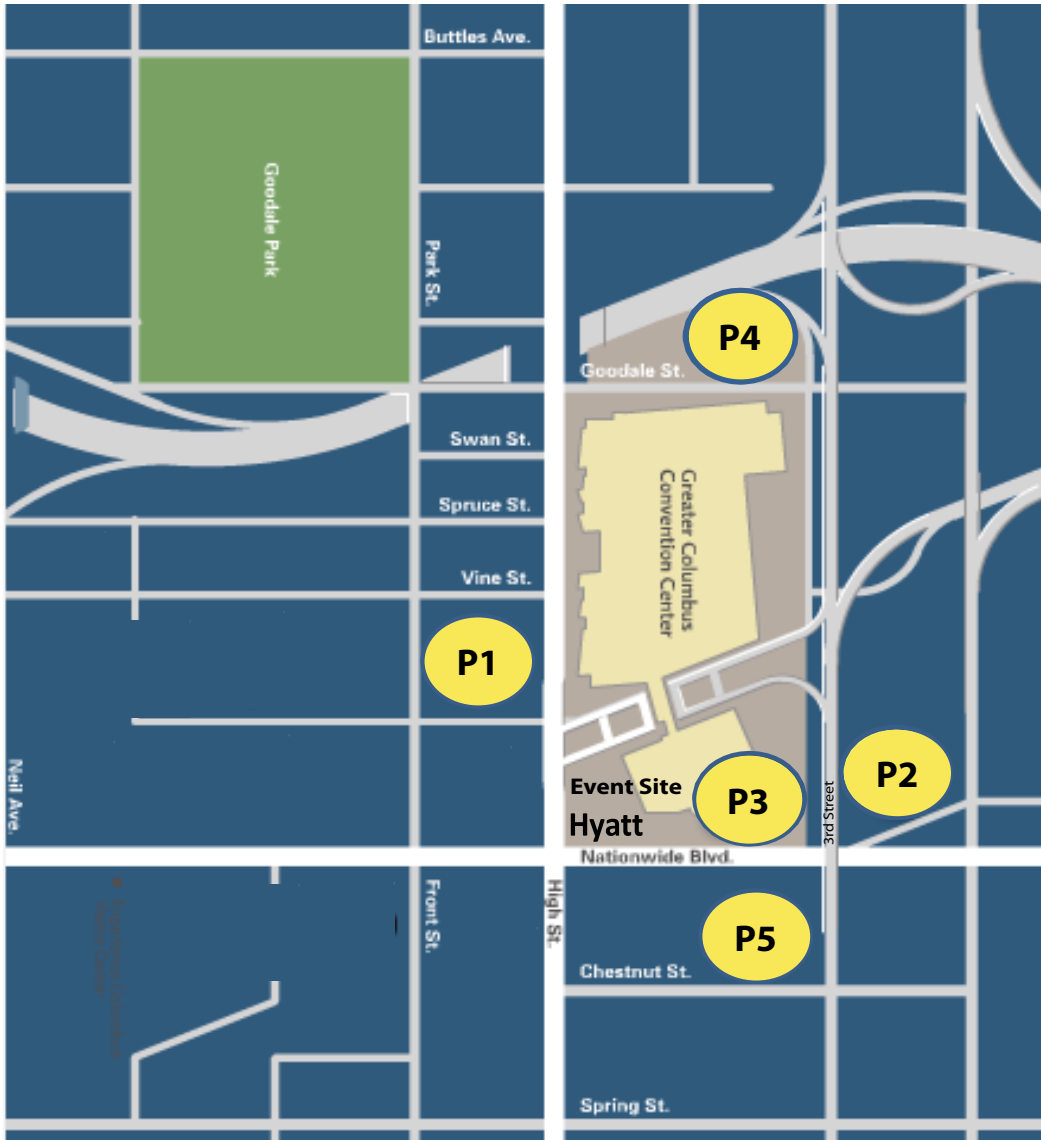 Buttles Ave.
Goodale Park
Park St.
P4
Goodale St.
Swan St.
Greater Columbus
Convention Center
Spruce St.
Vine St.
P1
Neil Ave.
P2
Event Site
P3
Hyatt
3rd Street
Nationwide Blvd.
Front St.
High St.
P5
Chestnut St.
Spring St.